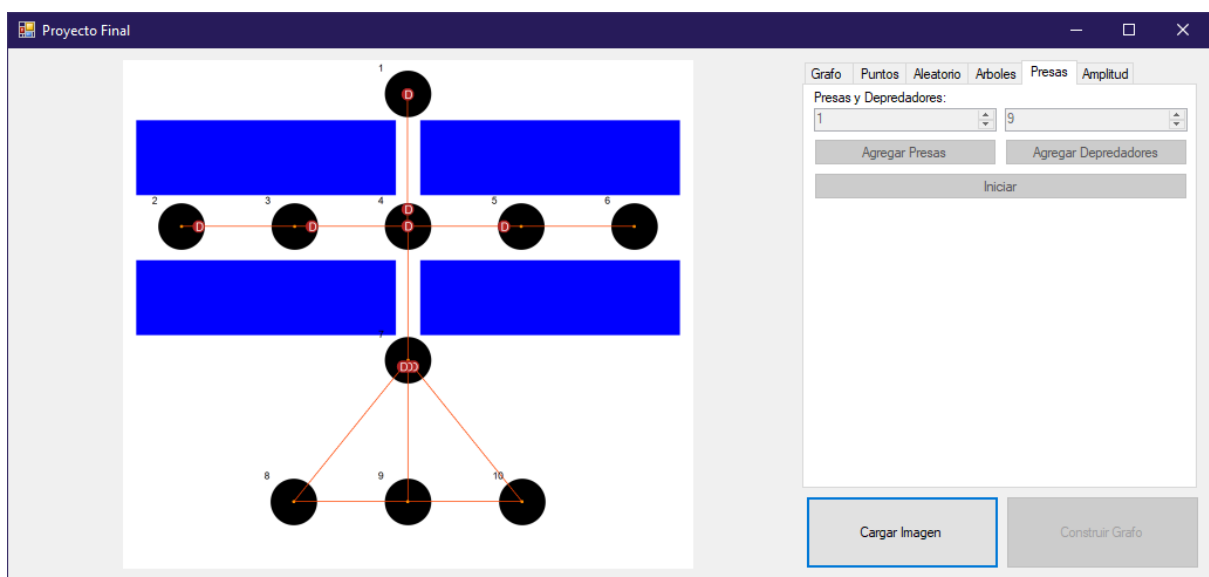 Proyecto Final
Grafo Puntos Aleatorio Arboles Presas Amplitud
Presas y Depredadores:
1 9
Agregar Presas Agregar Depredadores
Iniciar
1
D
2 3 4 5 6
D
D D D D
7
DDD
8 9 10
Cargar Imagen Construir Grafo